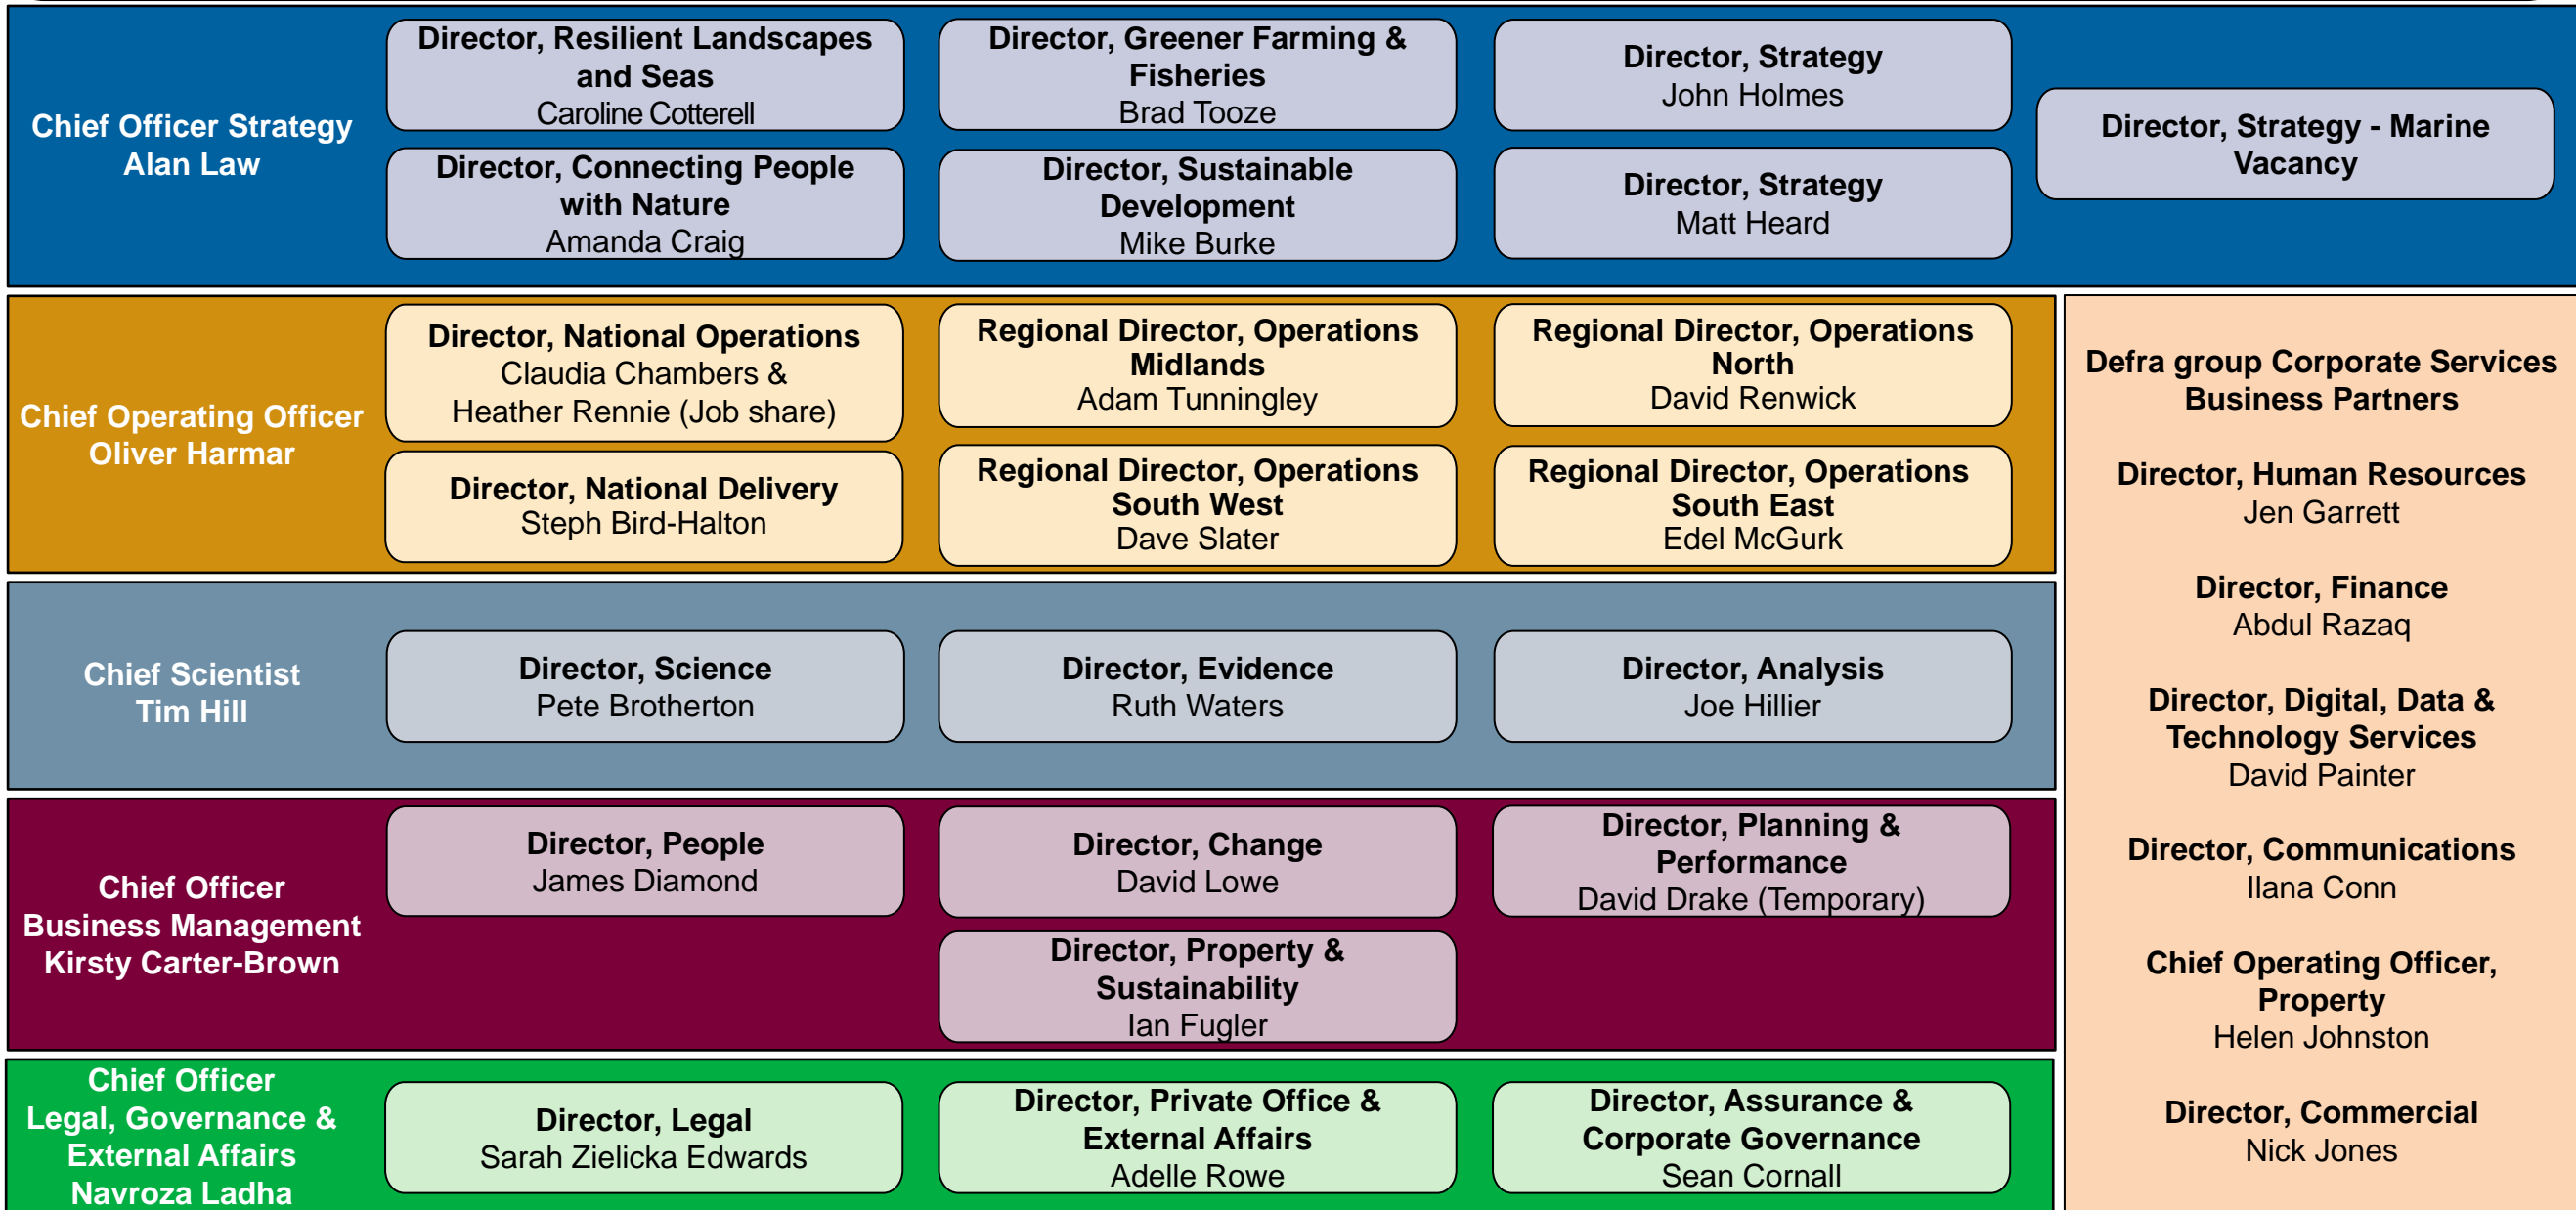 Chief Officer Strategy
Alan Law
Director, Resilient Landscapes
and Seas
Caroline Cotterell
Director, Greener Farming &
Fisheries
Brad Tooze
Director, Strategy
John Holmes
Director, Connecting People
with Nature
Amanda Craig
Director, Sustainable
Development
Mike Burke
Director, Strategy
Matt Heard
Director, Strategy - Marine
Vacancy
Chief Operating Officer
Oliver Harmar
Director, National Operations
Claudia Chambers &
Heather Rennie (Job share)
Regional Director, Operations
Midlands
Adam Tunningley
Regional Director, Operations
North
David Renwick
Director, National Delivery
Steph Bird-Halton
Regional Director, Operations
South West
Dave Slater
Regional Director, Operations
South East
Edel McGurk
Chief Scientist
Tim Hill
Director, Science
Pete Brotherton
Director, Evidence
Ruth Waters
Director, Analysis
Joe Hillier
Chief Officer
Business Management
Kirsty Carter-Brown
Director, People
James Diamond
Director, Change
David Lowe
Director, Planning &
Performance
David Drake (Temporary)
Director, Property &
Sustainability
Ian Fugler
Chief Officer
Legal, Governance &
External Affairs
Navroza Ladha
Director, Legal
Sarah Zielicka Edwards
Director, Private Office &
External Affairs
Adelle Rowe
Director, Assurance &
Corporate Governance
Sean Cornall
Defra group Corporate Services
Business Partners
Director, Human Resources
Jen Garrett
Director, Finance
Abdul Razaq
Director, Digital, Data &
Technology Services
David Painter
Director, Communications
Ilana Conn
Chief Operating Officer,
Property
Helen Johnston
Director, Commercial
Nick Jones